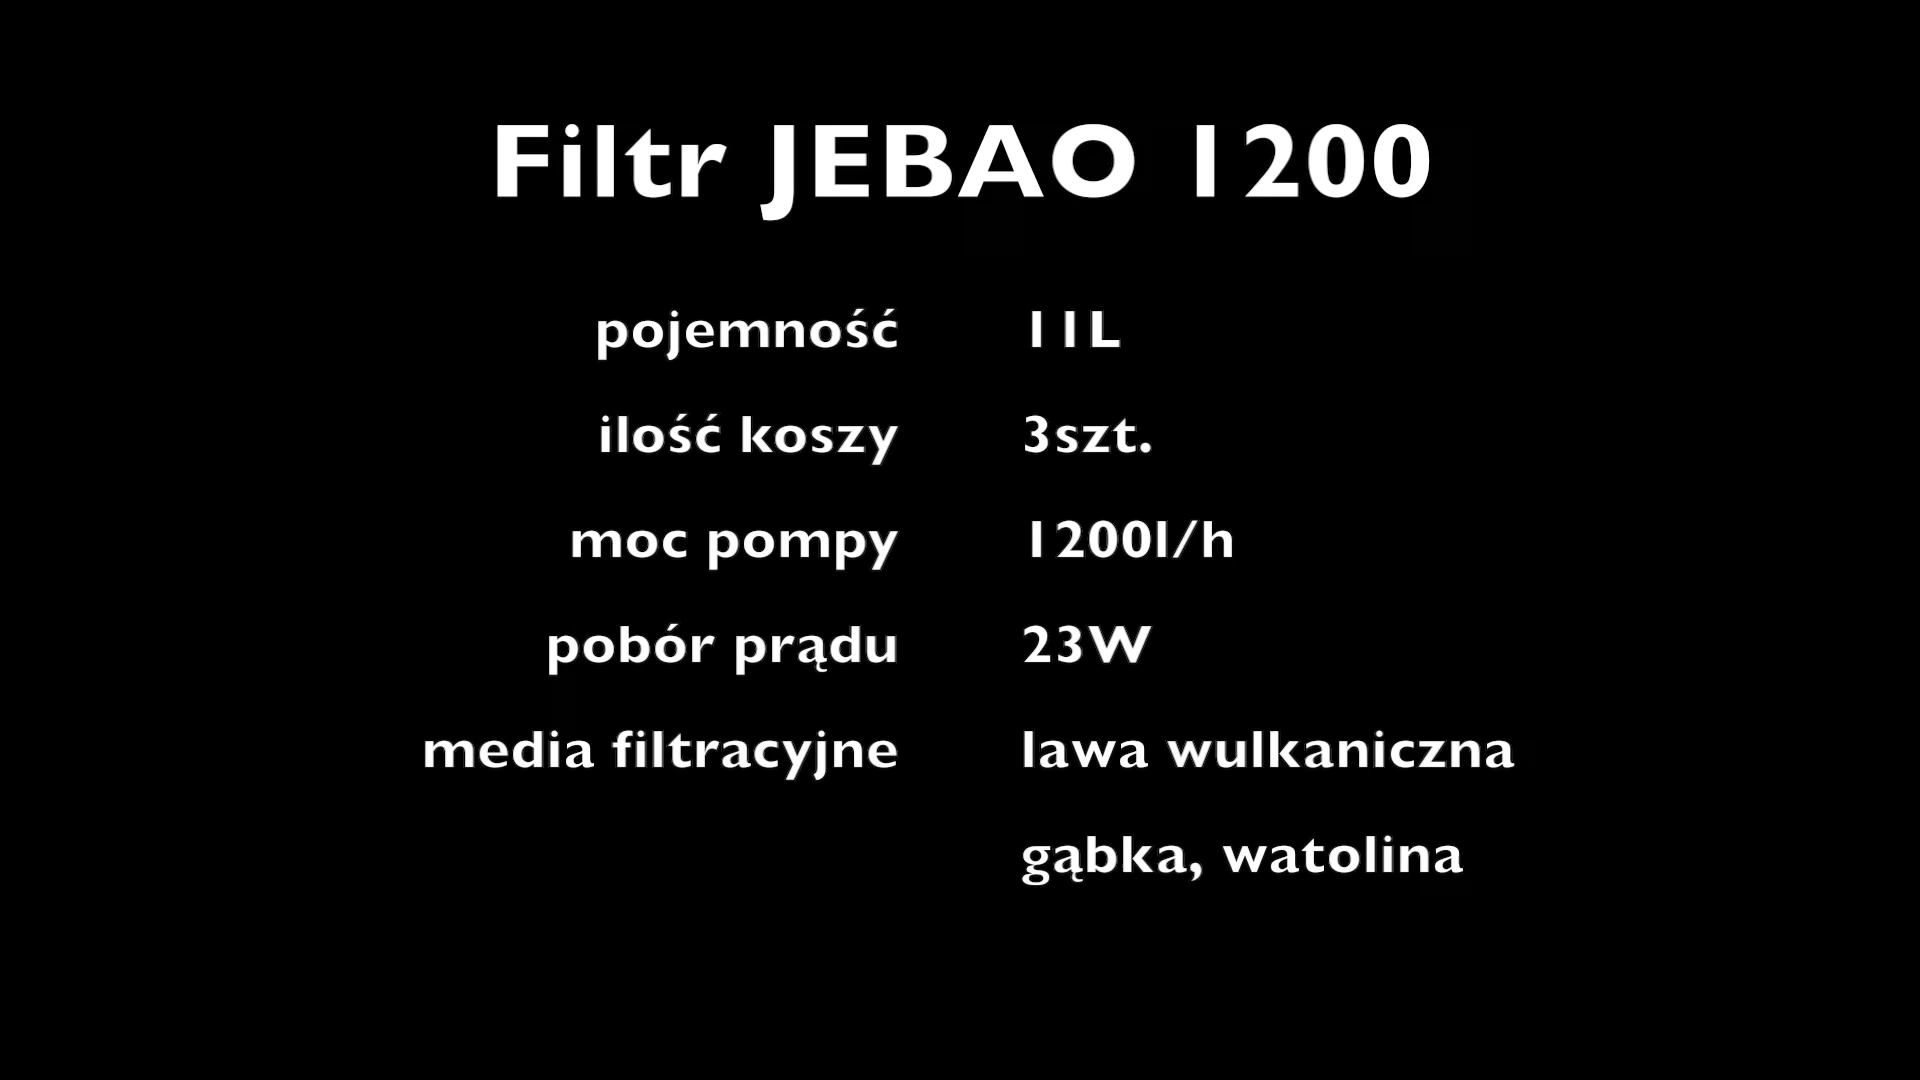 Filtr JEBAO 1200
pojemność 11L
ilość koszy 3szt.
moc pompy 1200l/h
pobór prądu 23W
media filtracyjne lawa wulkaniczna
gąbka, watolina